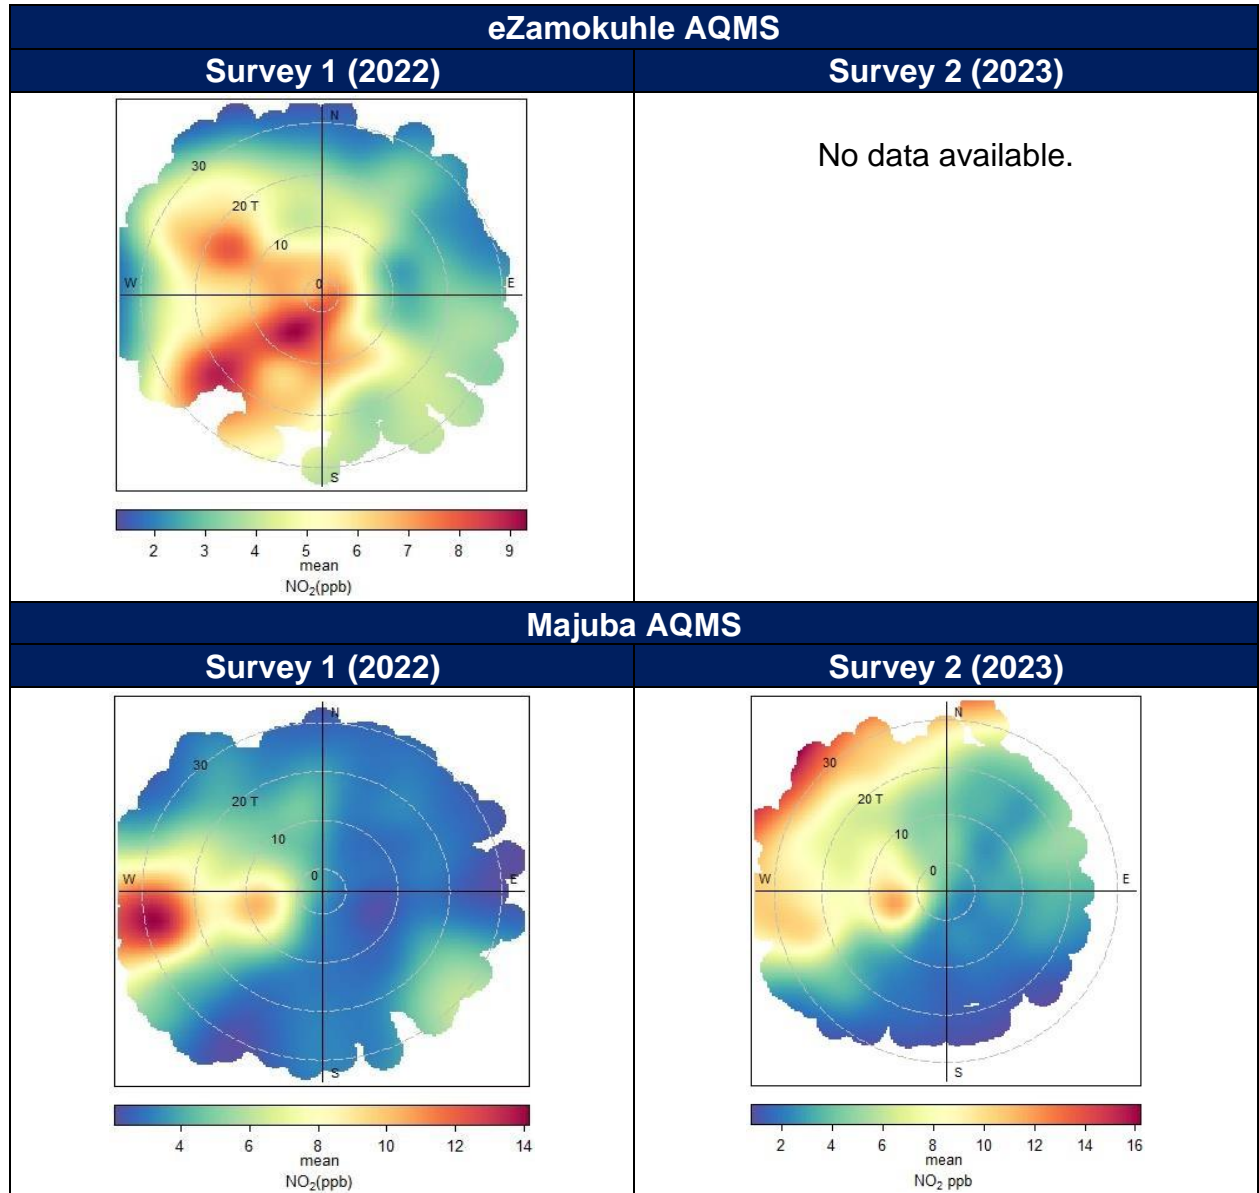 eZamokuhle AQMS
Survey 1 (2022)
Survey 2 (2023)
N
30
20 T
10
0
W
E
S
2 3 4 5 6 7 8 9
mean
NO₂(ppb)
No data available.
Majuba AQMS
Survey 1 (2022)
Survey 2 (2023)
N
30
20 T
10
0
W
E
S
4 6 8 10 12 14
mean
NO₂(ppb)
N
30
20 T
10
0
W
E
S
2 4 6 8 10 12 14 16
mean
NO₂ ppb